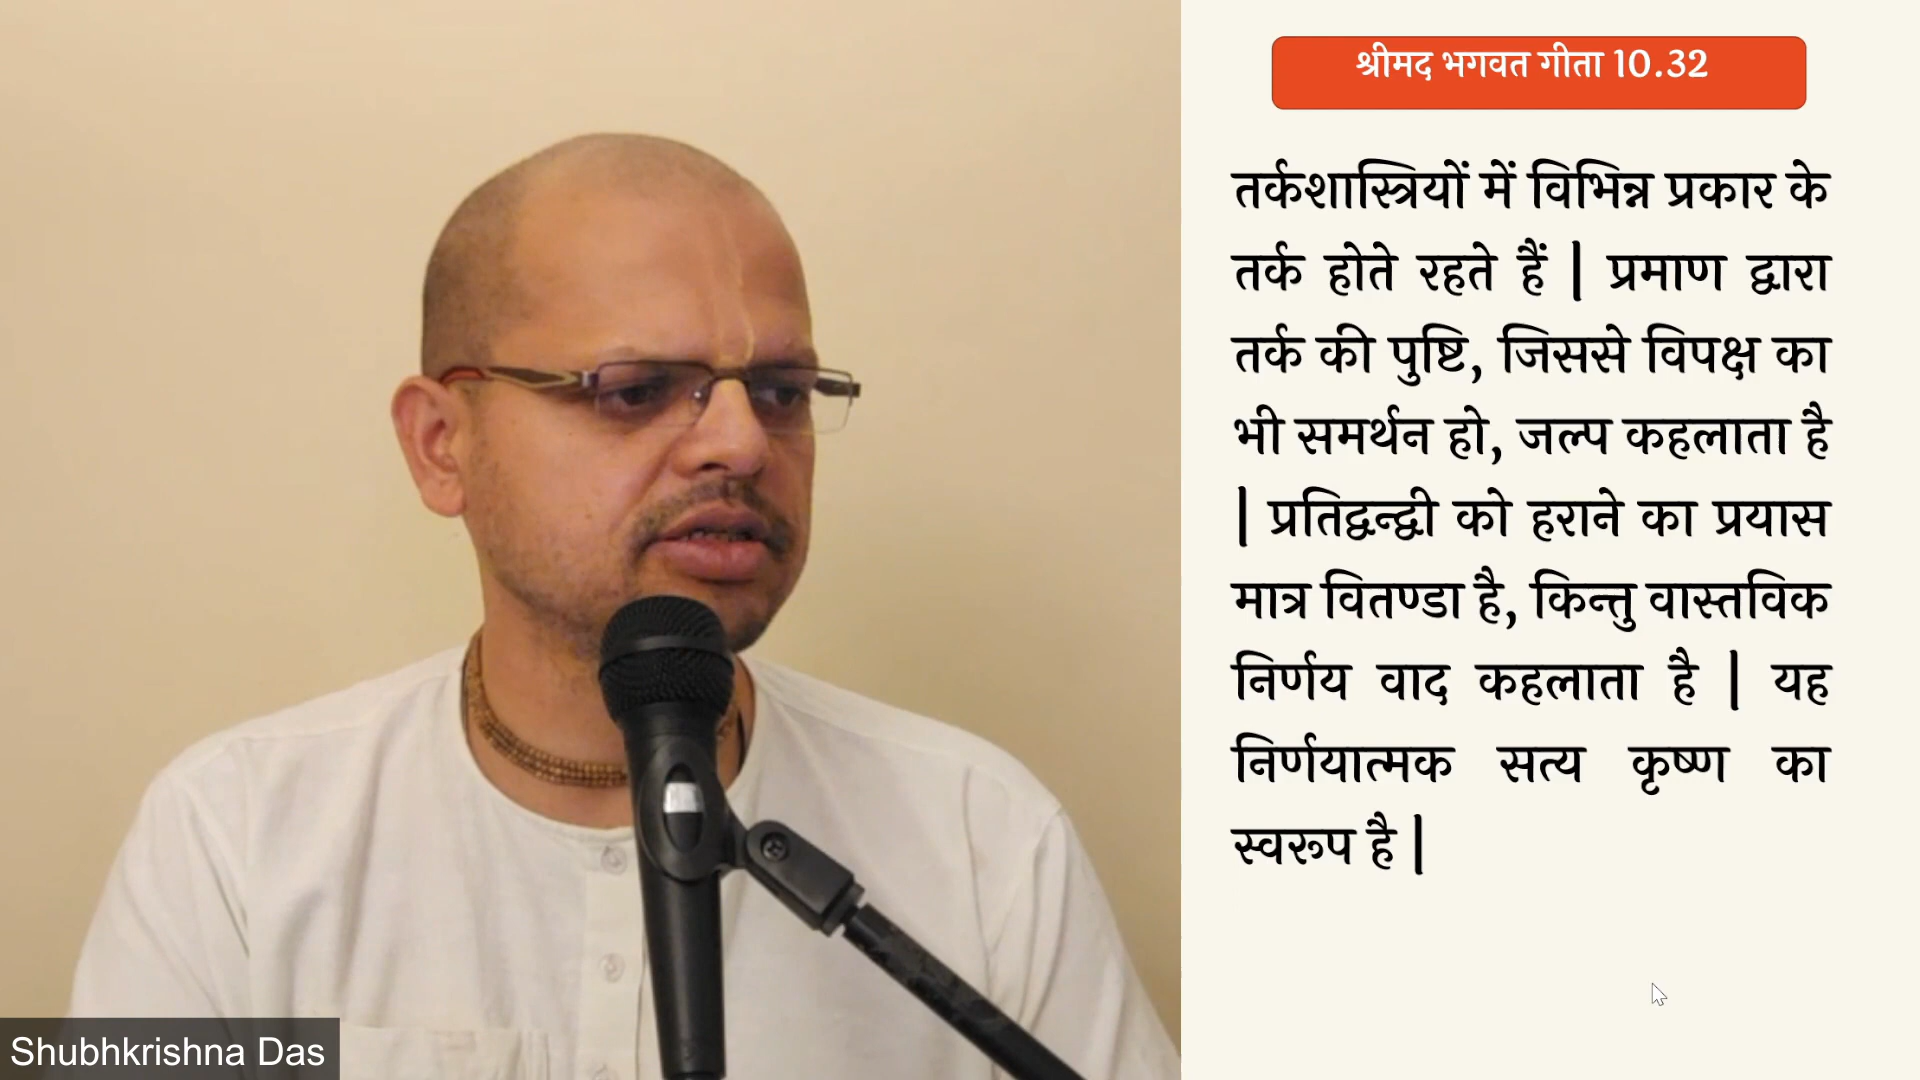 श्रीमद भगवत गीता 10.32
तर्कशास्त्रियों में विभिन्न प्रकार के
तर्क होते रहते हैं | प्रमाण द्वारा
तर्क की पुष्टि, जिससे विपक्ष का
भी समर्थन हो, जल्प कहलाता है
| प्रतिद्वन्द्वी को हराने का प्रयास
मात्र वितण्डा है, किन्तु वास्तविक
निर्णय वाद कहलाता है | यह
निर्णयात्मक सत्य कृष्ण का
स्वरूप है |
Shubhkrishna Das